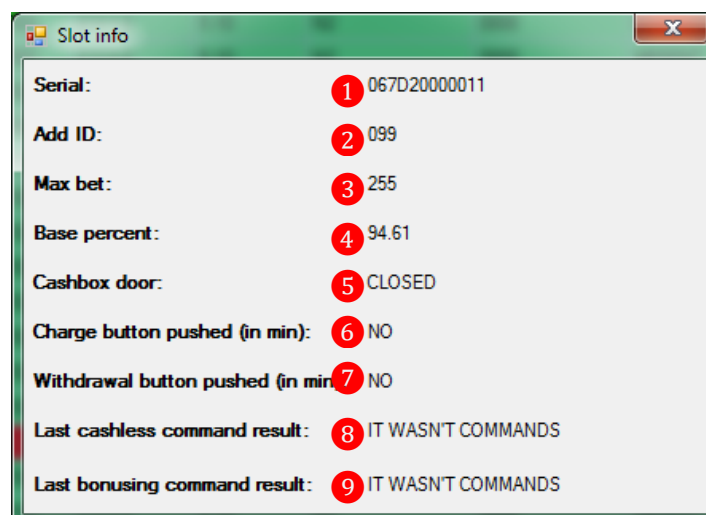 Slot info
Serial: 1 067D20000011
Add ID: 2 099
Max bet: 3 255
Base percent: 4 94.61
Cashbox door: 5 CLOSED
Charge button pushed (in min): 6 NO
Withdrawal button pushed (in min 7 NO
Last cashless command result: 8 IT WASN'T COMMANDS
Last bonusing command result: 9 IT WASN'T COMMANDS